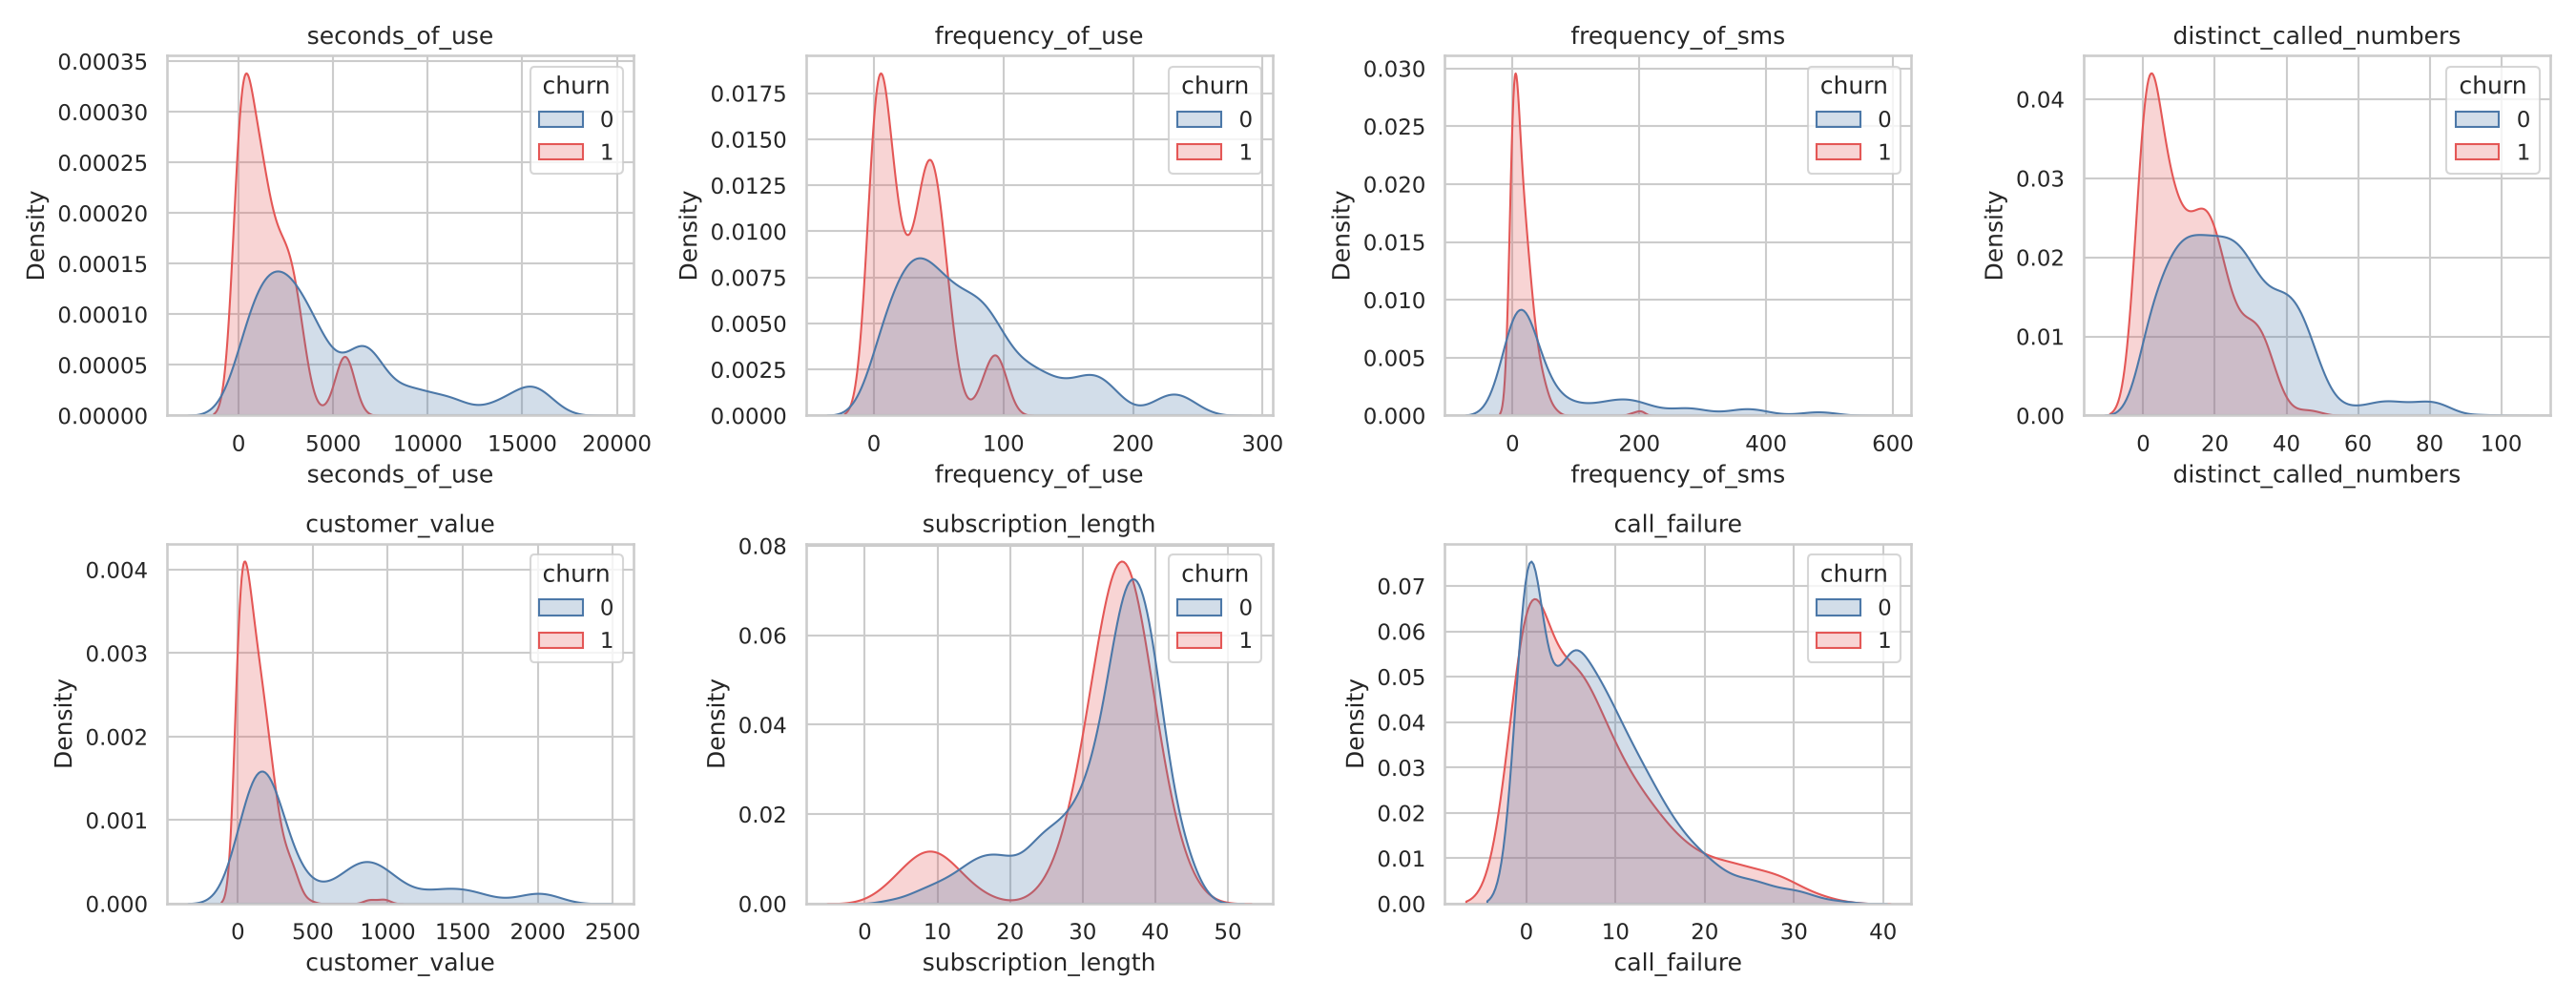 seconds_of_use
0.00035
0.00030
0.00025
0.00020
0.00015
0.00010
0.00005
0.00000
Density
churn
0
1
0 5000 10000 15000 20000
seconds_of_use
frequency_of_use
0.0175
0.0150
0.0125
0.0100
0.0075
0.0050
0.0025
0.0000
Density
churn
0
1
0 100 200 300
frequency_of_use
frequency_of_sms
0.030
0.025
0.020
0.015
0.010
0.005
0.000
Density
churn
0
1
0 200 400 600
frequency_of_sms
distinct_called_numbers
0.04
0.03
0.02
0.01
0.00
Density
churn
0
1
0 20 40 60 80 100
distinct_called_numbers
customer_value
0.004
0.003
0.002
0.001
0.000
Density
churn
0
1
0 500 1000 1500 2000 2500
customer_value
subscription_length
0.08
0.06
0.04
0.02
0.00
Density
churn
0
1
0 10 20 30 40 50
subscription_length
call_failure
0.07
0.06
0.05
0.04
0.03
0.02
0.01
0.00
Density
churn
0
1
0 10 20 30 40
call_failure